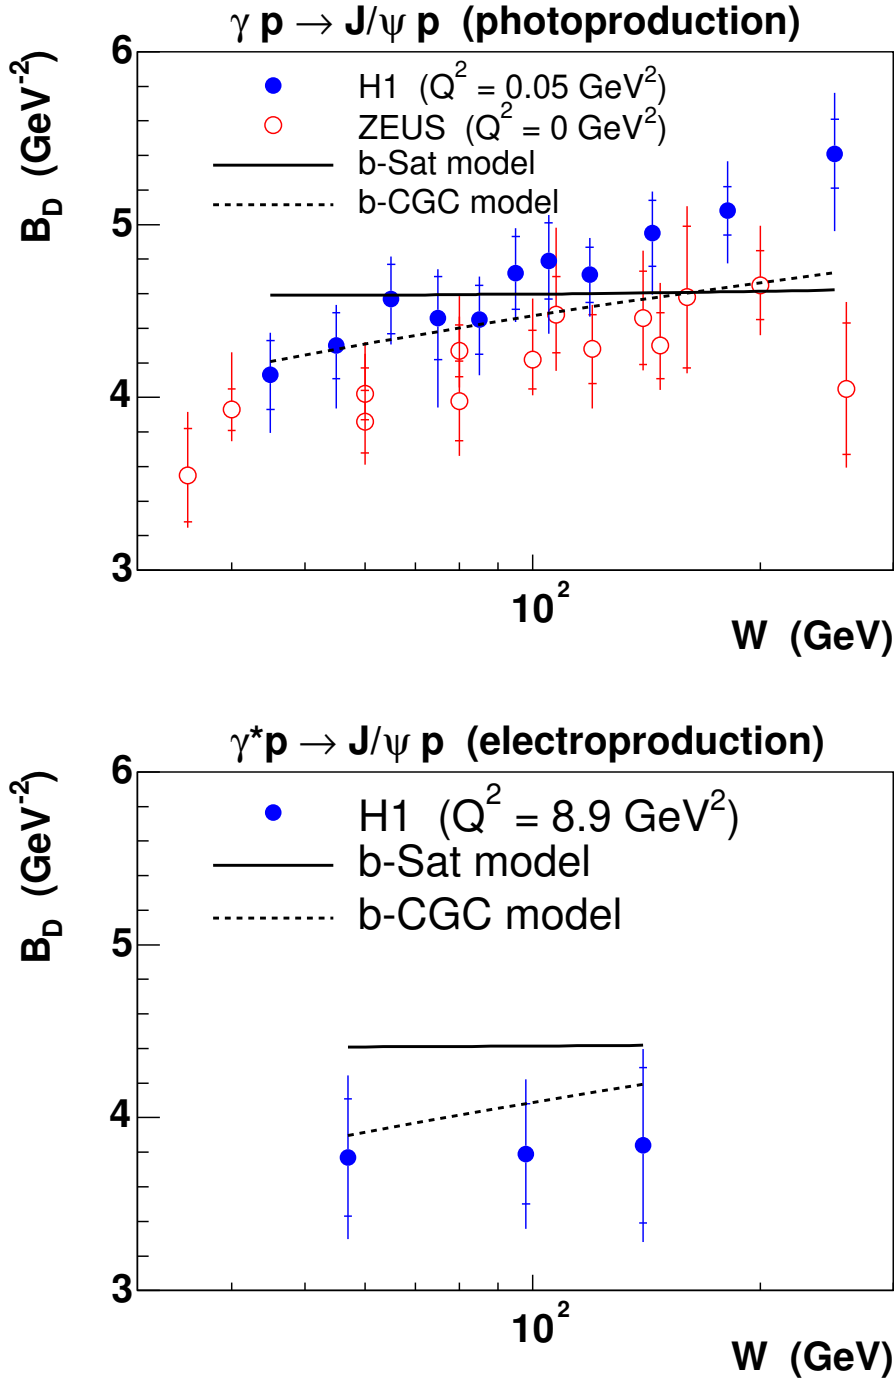 γ p → J/ψ p (photoproduction)
B_D (GeV⁻²)
6
5
4
3
H1 (Q² = 0.05 GeV²)
ZEUS (Q² = 0 GeV²)
b-Sat model
b-CGC model
10²
W (GeV)
γ*p → J/ψ p (electroproduction)
B_D (GeV⁻²)
6
5
4
3
H1 (Q² = 8.9 GeV²)
b-Sat model
b-CGC model
10²
W (GeV)